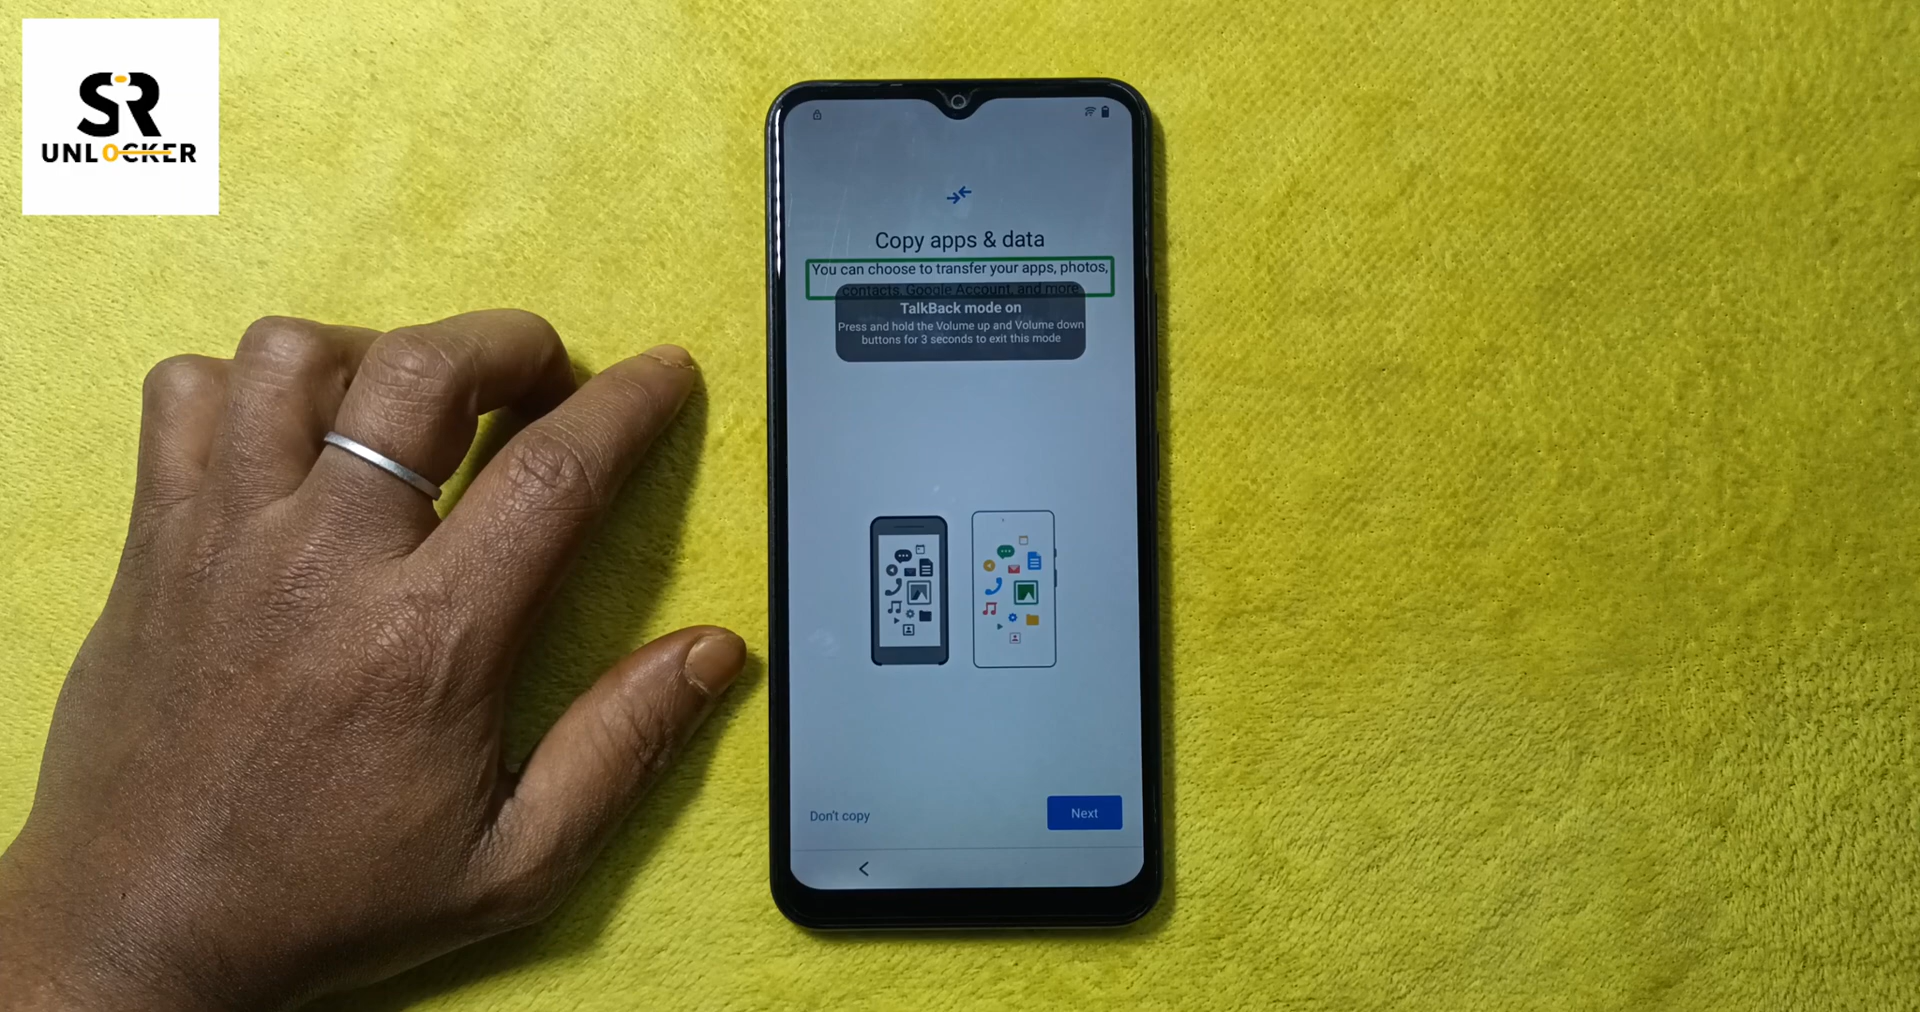 SR
UNLOCKER
Copy apps & data
You can choose to transfer your apps, photos,
contacts, Google Account, and more
TalkBack mode on
Press and hold the Volume up and Volume down
buttons for 3 seconds to exit this mode
Don't copy
Next